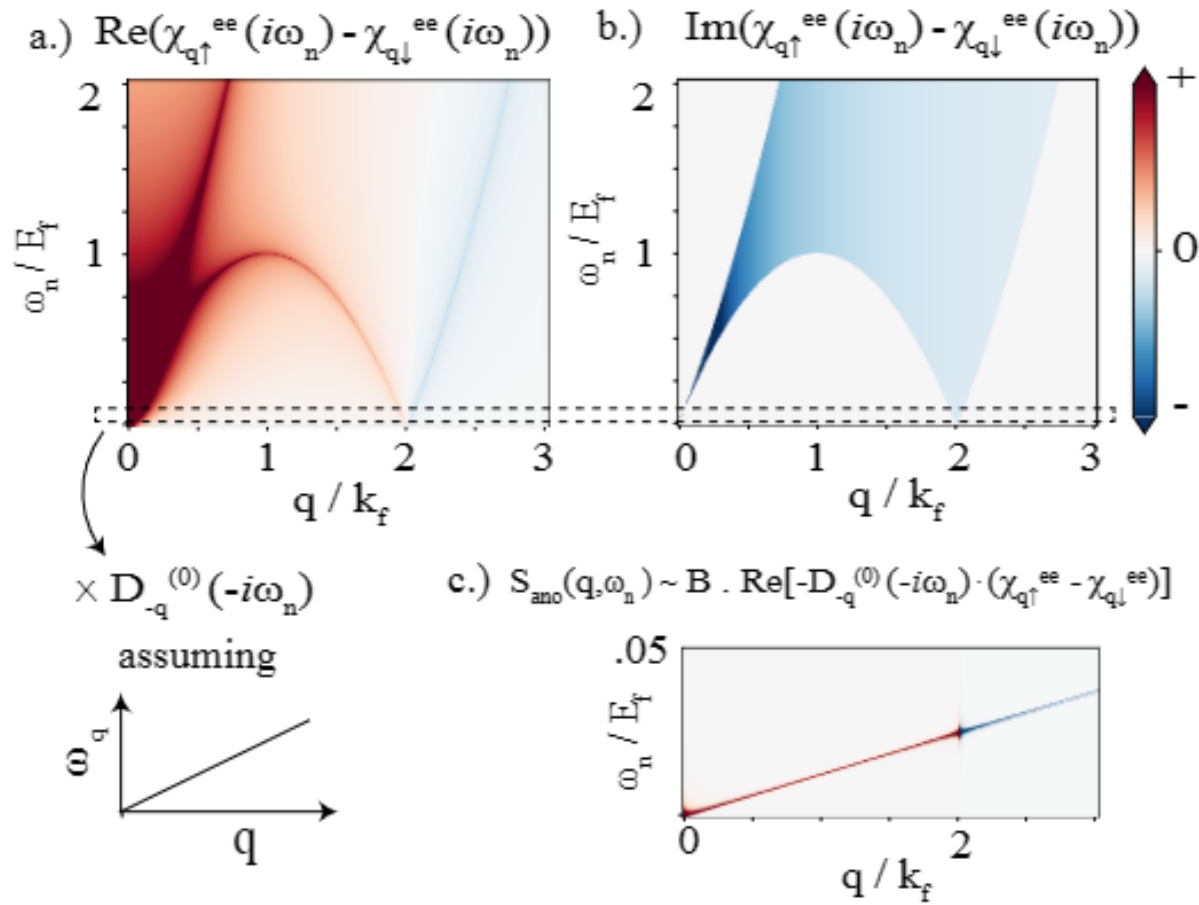 a.) Re(χq↑ᵉᵉ(iωn) - χq↓ᵉᵉ(iωn))
b.) Im(χq↑ᵉᵉ(iωn) - χq↓ᵉᵉ(iωn))
2
1
ωn / Ef
0 1 2 3
q / kf
2
1
ωn / Ef
0 1 2 3
q / kf
+
0
-
× D-q⁽⁰⁾(-iωn)
assuming
ωq
q
c.) Sano(q,ωn) ~ B . Re[-D-q⁽⁰⁾(-iωn)·(χq↑ᵉᵉ - χq↓ᵉᵉ)]
.05
ωn / Ef
0 2
q / kf